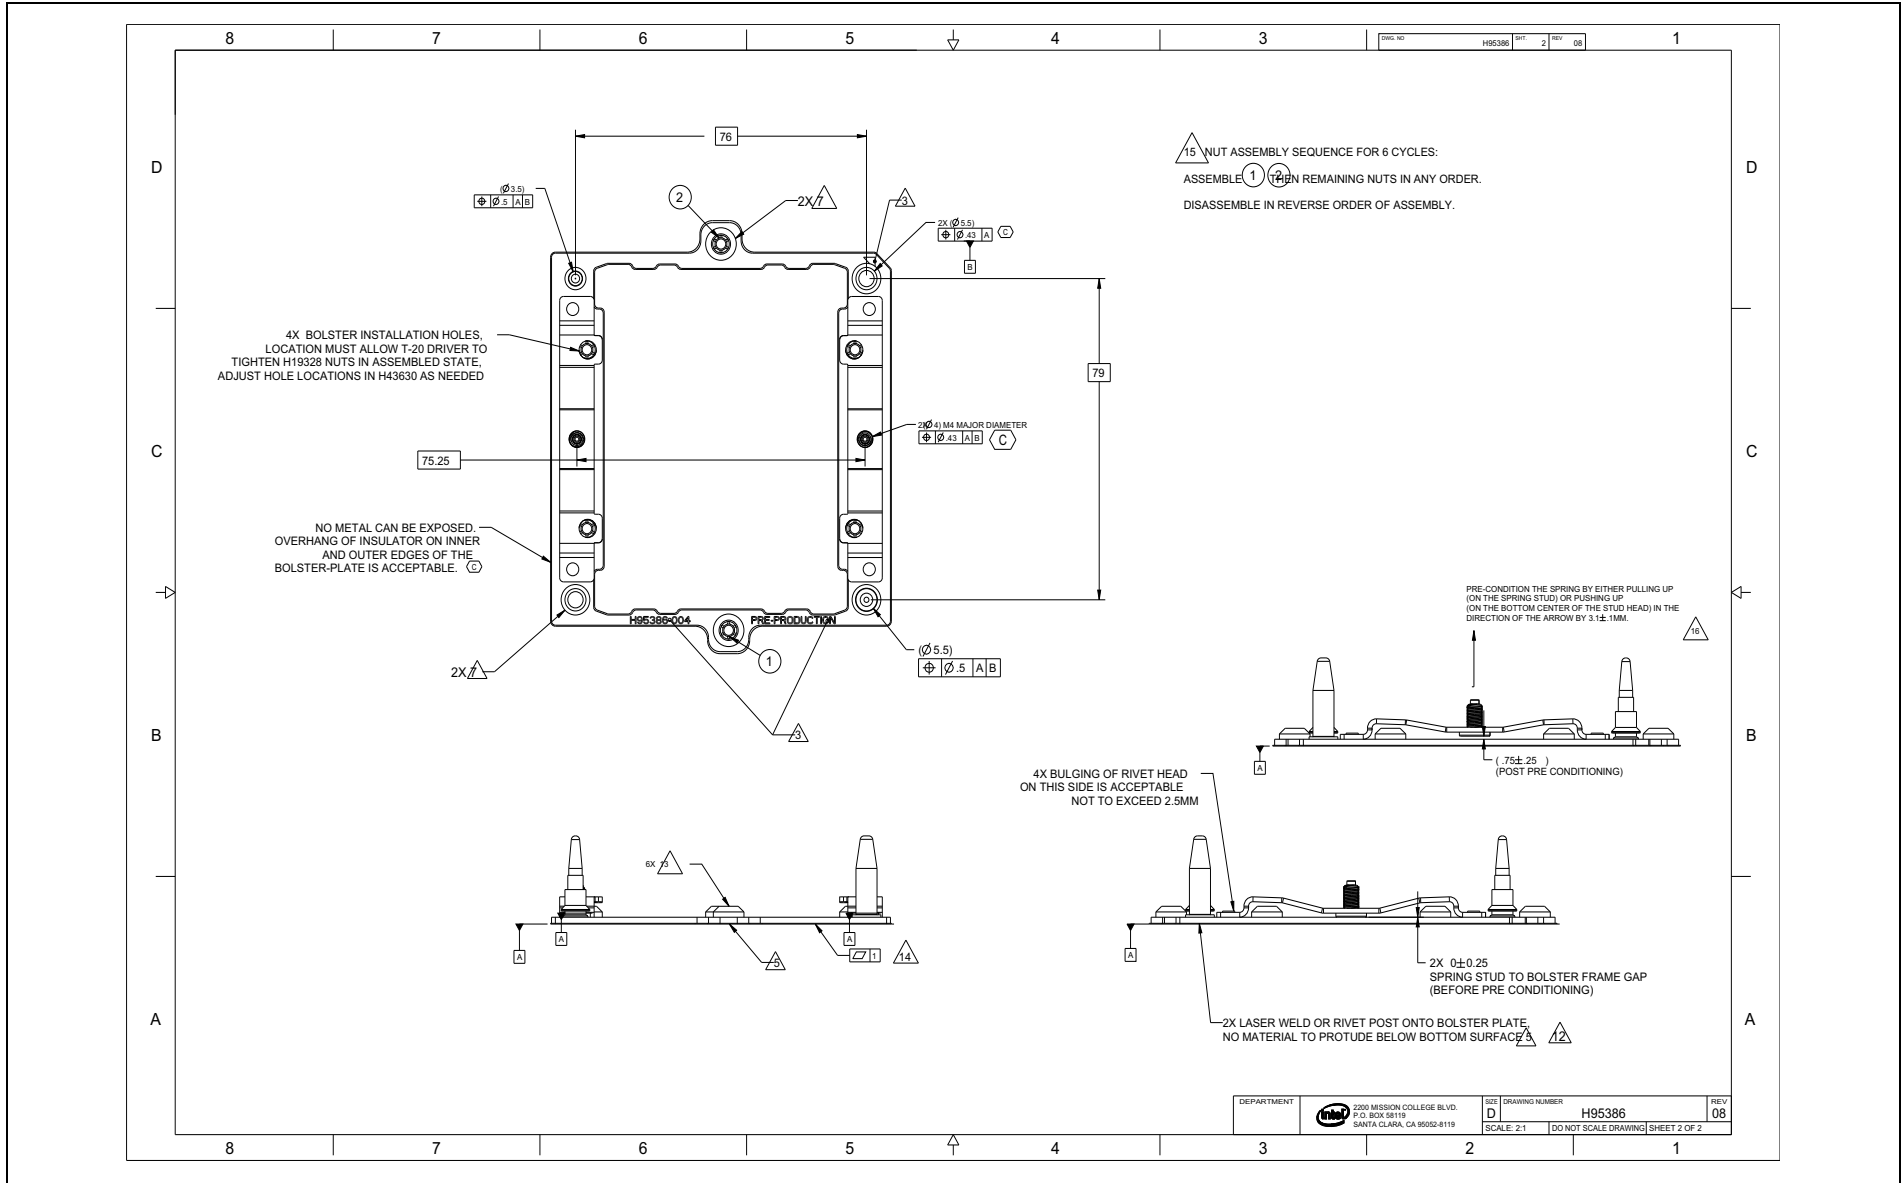 8 7 6 5 4 3 1
DWG. NO H95386 SHT. 2 REV 08
D D
C C
B B
A A
76
15 NUT ASSEMBLY SEQUENCE FOR 6 CYCLES:
ASSEMBLE 1 2 THEN REMAINING NUTS IN ANY ORDER.
DISASSEMBLE IN REVERSE ORDER OF ASSEMBLY.
(Ø3.5)
⌖ Ø.5 A B
2
2X 7
3
2X (Ø5.5)
⌖ Ø.43 A C
B
4X BOLSTER INSTALLATION HOLES,
LOCATION MUST ALLOW T-20 DRIVER TO
TIGHTEN H19328 NUTS IN ASSEMBLED STATE,
ADJUST HOLE LOCATIONS IN H43630 AS NEEDED
79
2X(Ø4) M4 MAJOR DIAMETER
⌖ Ø.43 A B C
75.25
NO METAL CAN BE EXPOSED.
OVERHANG OF INSULATOR ON INNER
AND OUTER EDGES OF THE
BOLSTER-PLATE IS ACCEPTABLE. C
H95386-004 PRE-PRODUCTION
1
(Ø5.5)
⌖ Ø.5 A B
2X 7
3
PRE-CONDITION THE SPRING BY EITHER PULLING UP
(ON THE SPRING STUD) OR PUSHING UP
(ON THE BOTTOM CENTER OF THE STUD HEAD) IN THE
DIRECTION OF THE ARROW BY 3.1±.1MM.
16
A
( .75±.25 )
(POST PRE CONDITIONING)
4X BULGING OF RIVET HEAD
ON THIS SIDE IS ACCEPTABLE
NOT TO EXCEED 2.5MM
6X 13
A A A
5
⏥ 1 14
A
2X 0±0.25
SPRING STUD TO BOLSTER FRAME GAP
(BEFORE PRE CONDITIONING)
2X LASER WELD OR RIVET POST ONTO BOLSTER PLATE,
NO MATERIAL TO PROTUDE BELOW BOTTOM SURFACE 5 12
DEPARTMENT
intel
2200 MISSION COLLEGE BLVD.
P.O. BOX 58119
SANTA CLARA, CA 95052-8119
SIZE D DRAWING NUMBER H95386 REV 08
SCALE: 2:1 DO NOT SCALE DRAWING SHEET 2 OF 2
8 7 6 5 4 3 2 1